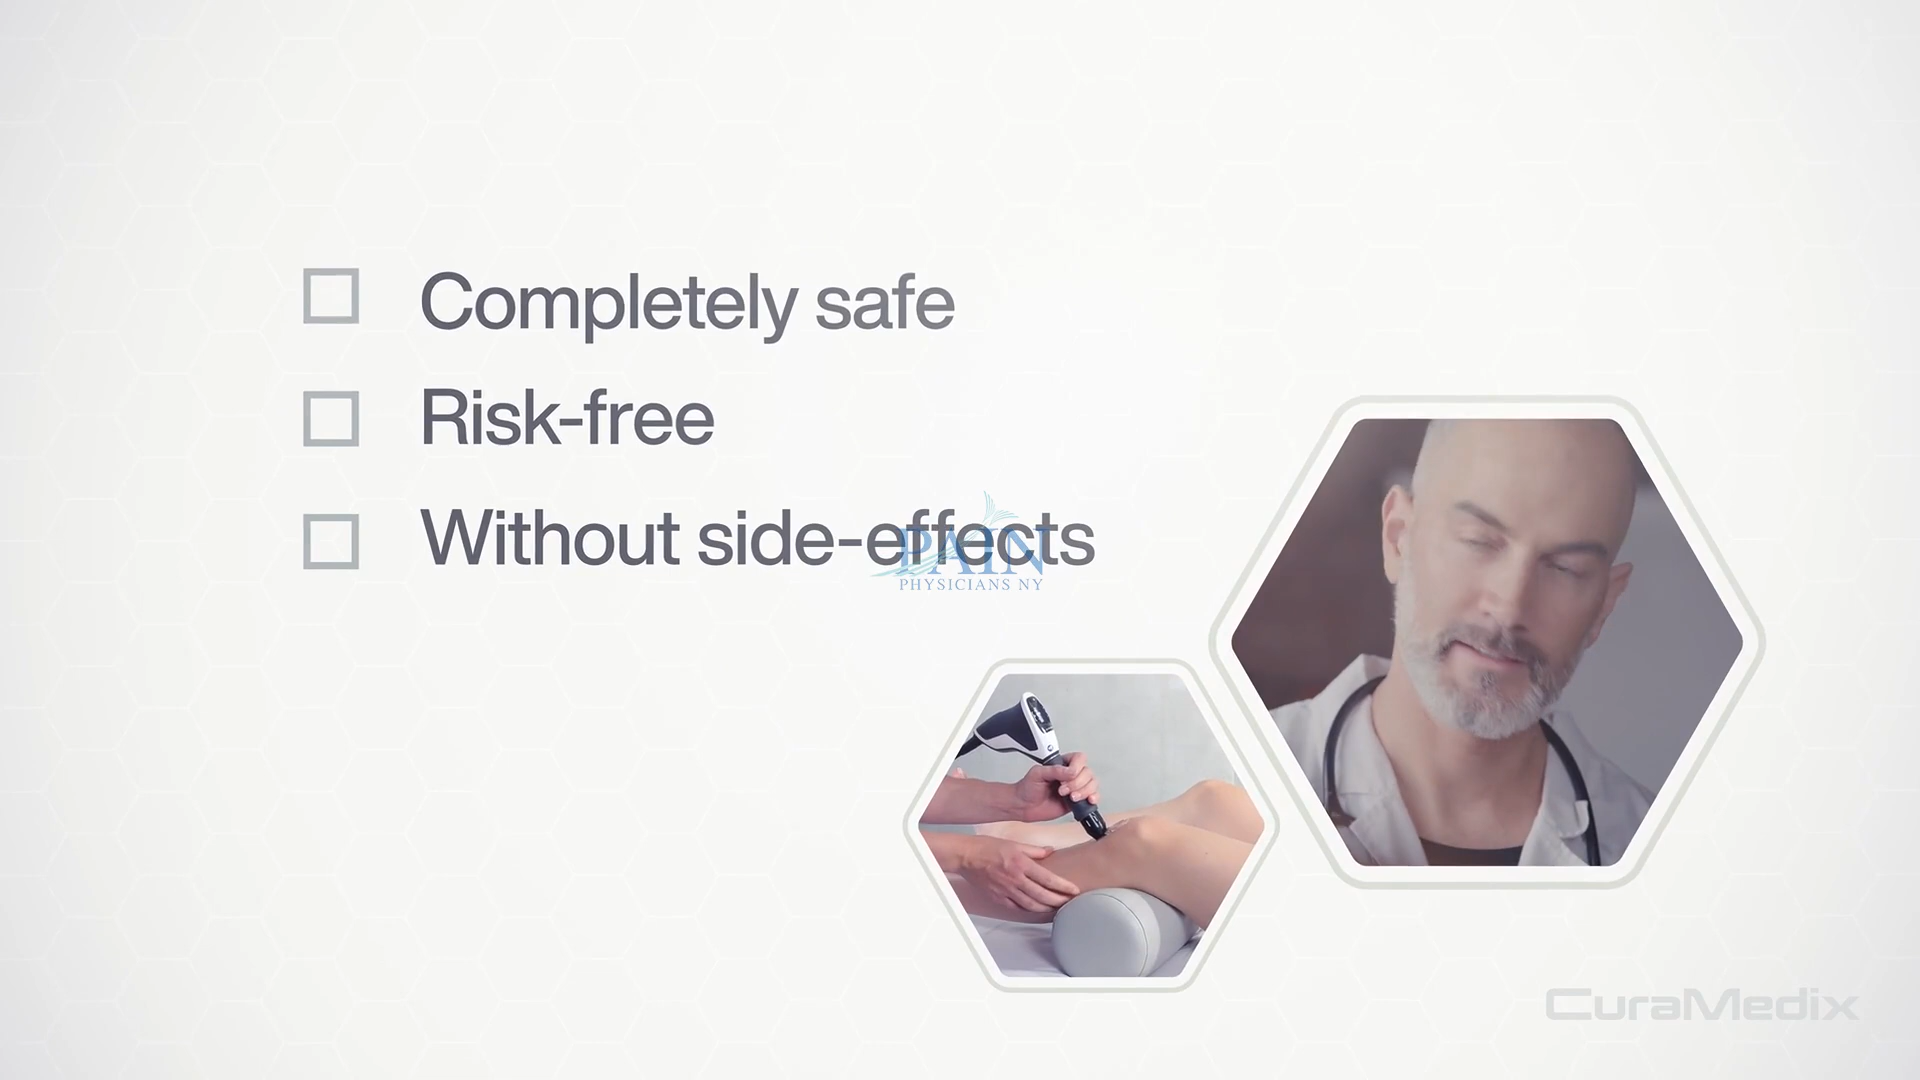 Completely safe
Risk-free
Without side-effects
PAIN
PHYSICIANS NY
CuraMedix